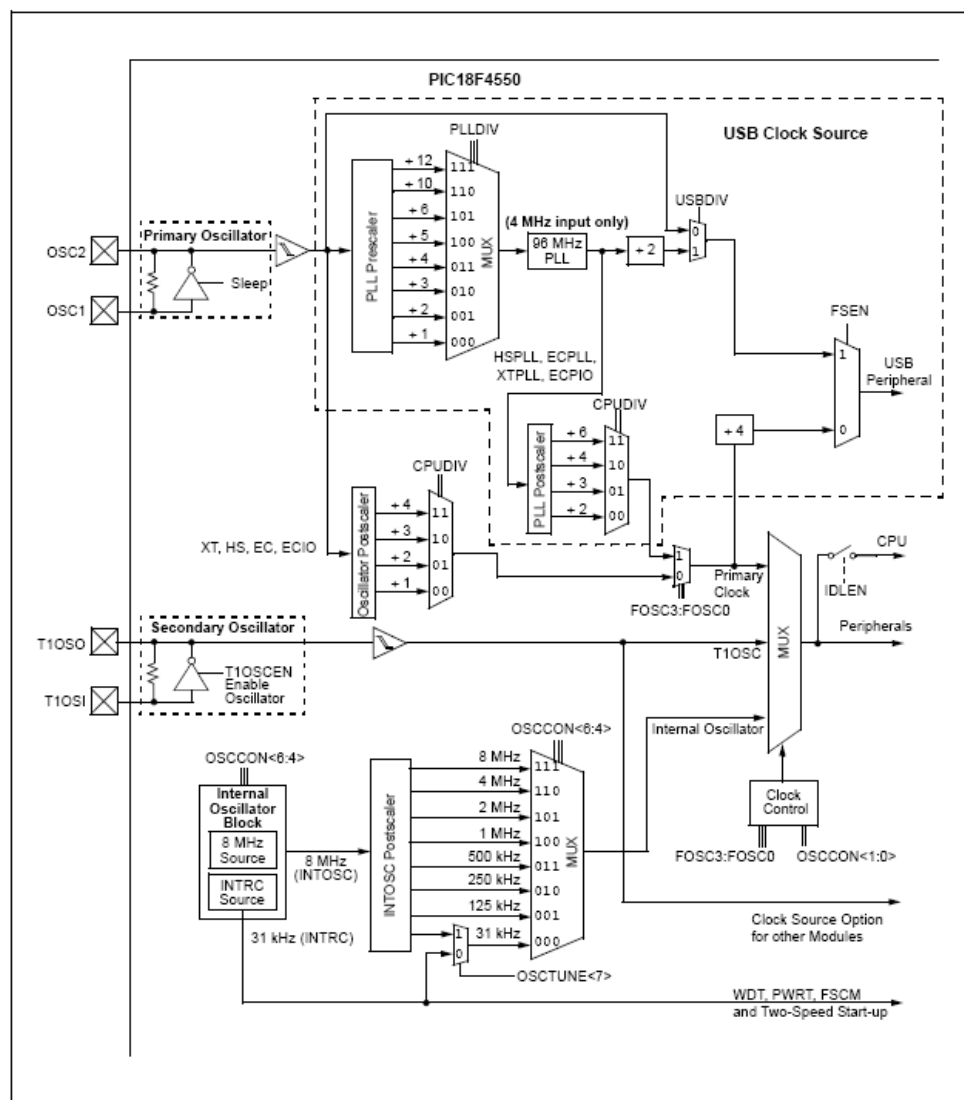 PIC18F4550
USB Clock Source
PLLDIV
÷ 12
÷ 10
÷ 6
÷ 5
÷ 4
÷ 3
÷ 2
÷ 1
PLL Prescaler
111
110
101
100
011
010
001
000
MUX
(4 MHz input only)
96 MHz
PLL
÷ 2
USBDIV
0
1
FSEN
1
0
USB
Peripheral
÷ 4
Primary Oscillator
OSC2
OSC1
Sleep
HSPLL, ECPLL,
XTPLL, ECPIO
CPUDIV
PLL Postscaler
÷ 6
÷ 4
÷ 3
÷ 2
11
10
01
00
CPUDIV
XT, HS, EC, ECIO
Oscillator Postscaler
÷ 4
÷ 3
÷ 2
÷ 1
11
10
01
00
1
0
Primary
Clock
FOSC3:FOSC0
CPU
IDLEN
Peripherals
MUX
Secondary Oscillator
T1OSO
T1OSI
T1OSCEN
Enable
Oscillator
T1OSC
Internal Oscillator
Clock
Control
FOSC3:FOSC0
OSCCON<1:0>
OSCCON<6:4>
Internal
Oscillator
Block
8 MHz
Source
INTRC
Source
8 MHz
(INTOSC)
31 kHz (INTRC)
INTOSC Postscaler
OSCCON<6:4>
8 MHz
4 MHz
2 MHz
1 MHz
500 kHz
250 kHz
125 kHz
31 kHz
111
110
101
100
011
010
001
000
MUX
1
0
OSCTUNE<7>
Clock Source Option
for other Modules
WDT, PWRT, FSCM
and Two-Speed Start-up